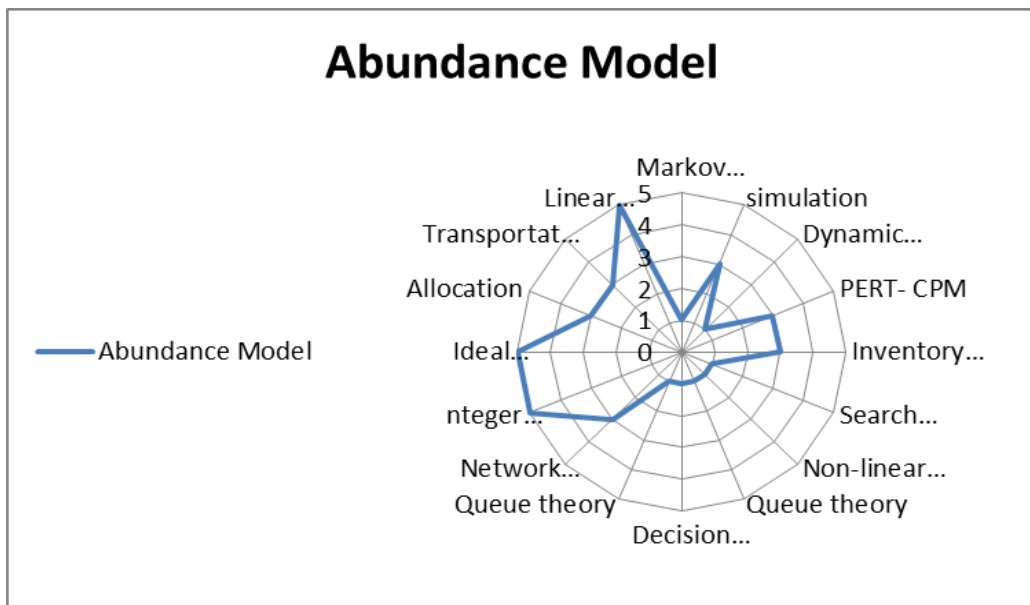 Abundance Model
Markov...
simulation
Dynamic...
PERT- CPM
Inventory...
Search...
Non-linear...
Queue theory
Decision...
Queue theory
Network...
nteger...
Ideal...
Allocation
Transportat...
Linear...
5
4
3
2
1
0
Abundance Model